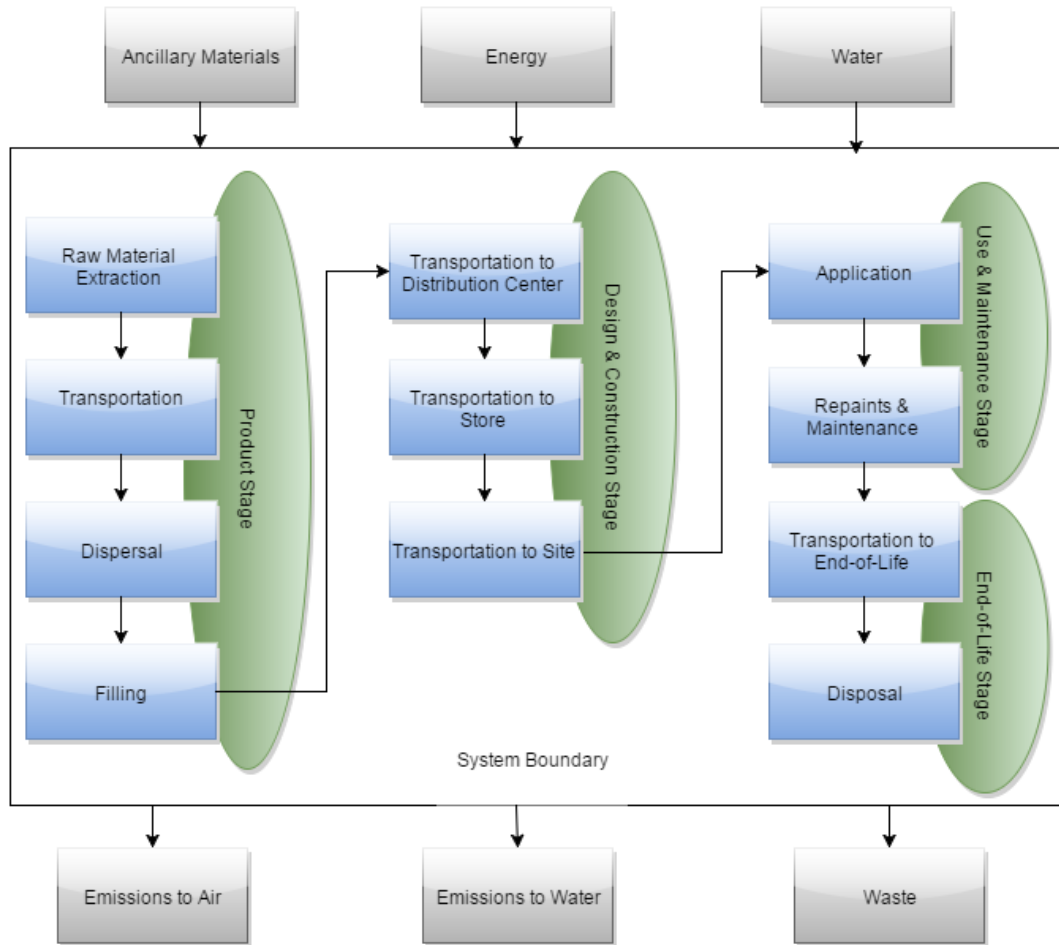 Ancillary Materials
Energy
Water
Raw Material
Extraction
Transportation
Dispersal
Filling
Product Stage
Transportation to
Distribution Center
Transportation to
Store
Transportation to Site
Design & Construction Stage
Application
Repaints &
Maintenance
Use & Maintenance Stage
Transportation to
End-of-Life
Disposal
End-of-Life Stage
System Boundary
Emissions to Air
Emissions to Water
Waste